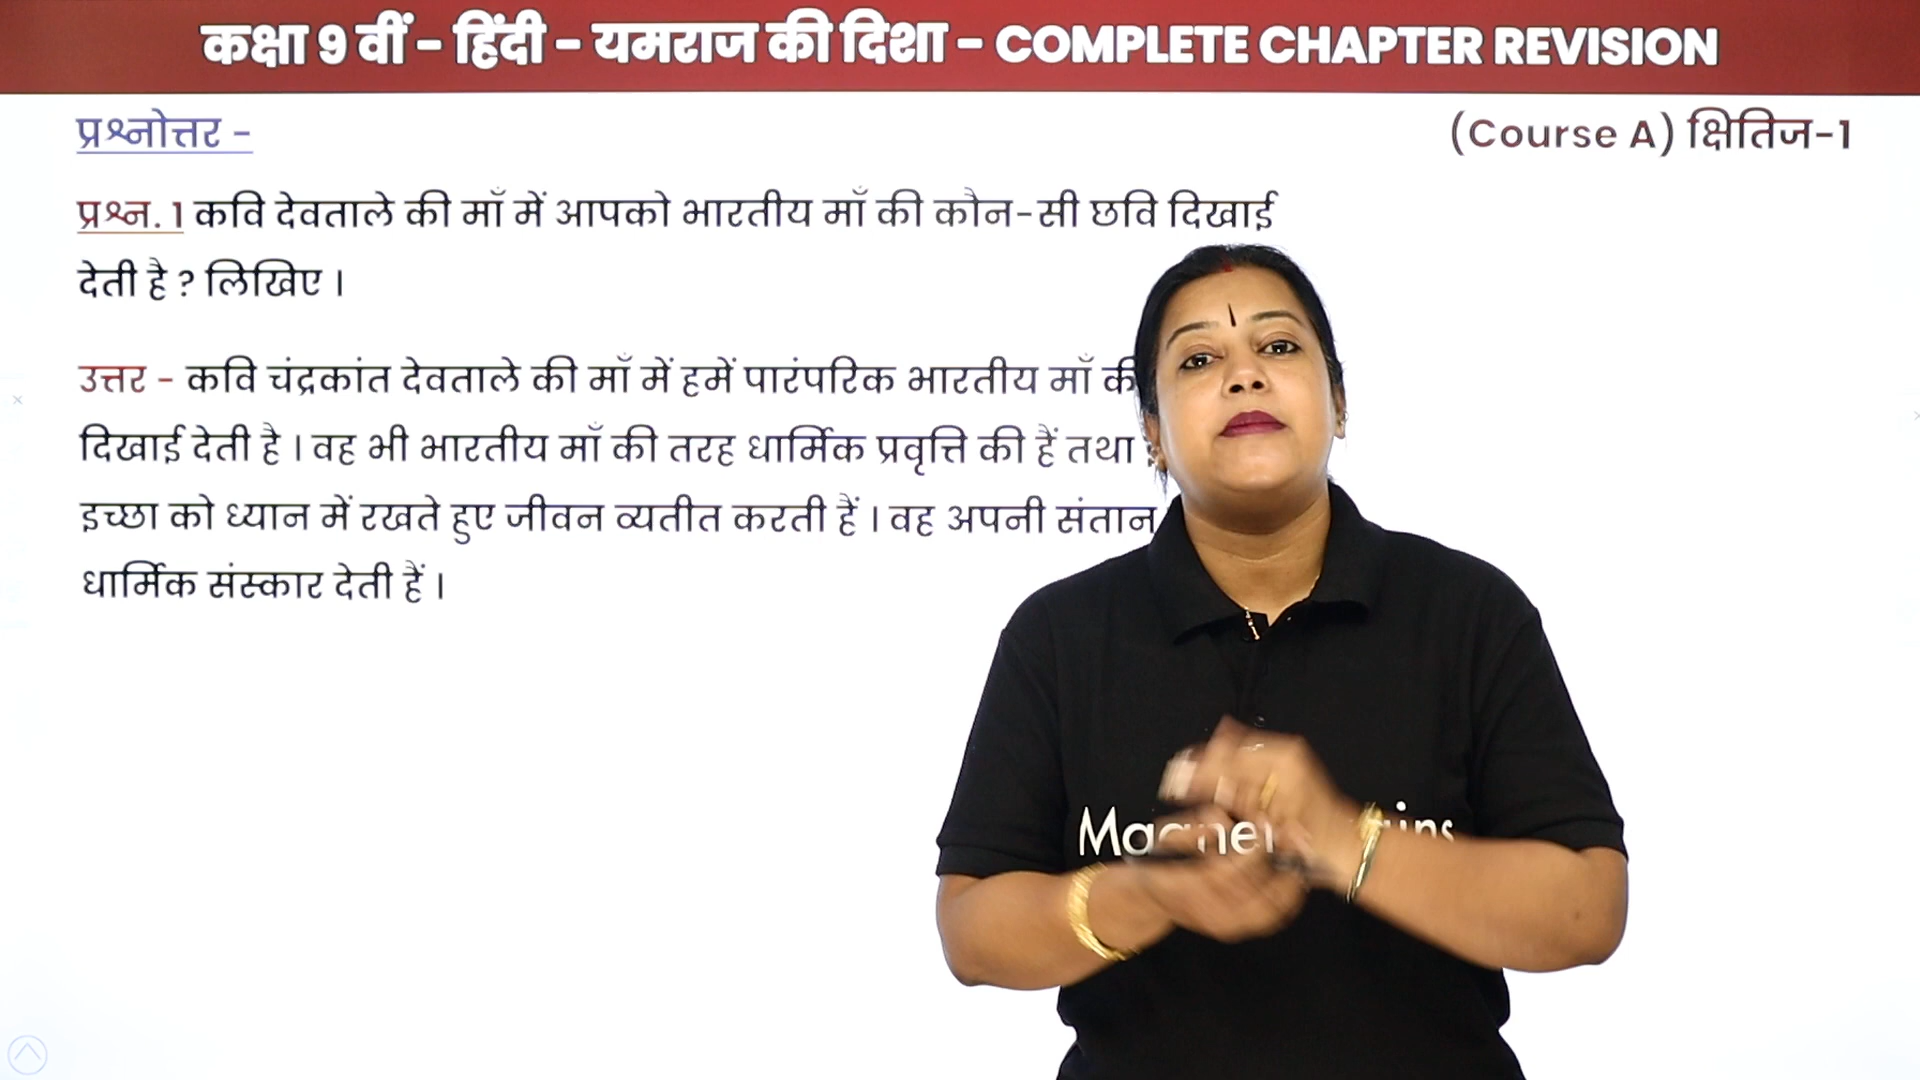 कक्षा 9 वीं - हिंदी - यमराज की दिशा - COMPLETE CHAPTER REVISION
प्रश्नोत्तर -
(Course A) क्षितिज-1
प्रश्न. 1 कवि देवताले की माँ में आपको भारतीय माँ की कौन-सी छवि दिखाई
देती है ? लिखिए ।
उत्तर - कवि चंद्रकांत देवताले की माँ में हमें पारंपरिक भारतीय माँ की
दिखाई देती है । वह भी भारतीय माँ की तरह धार्मिक प्रवृत्ति की हैं तथा
इच्छा को ध्यान में रखते हुए जीवन व्यतीत करती हैं । वह अपनी संतान
धार्मिक संस्कार देती हैं ।